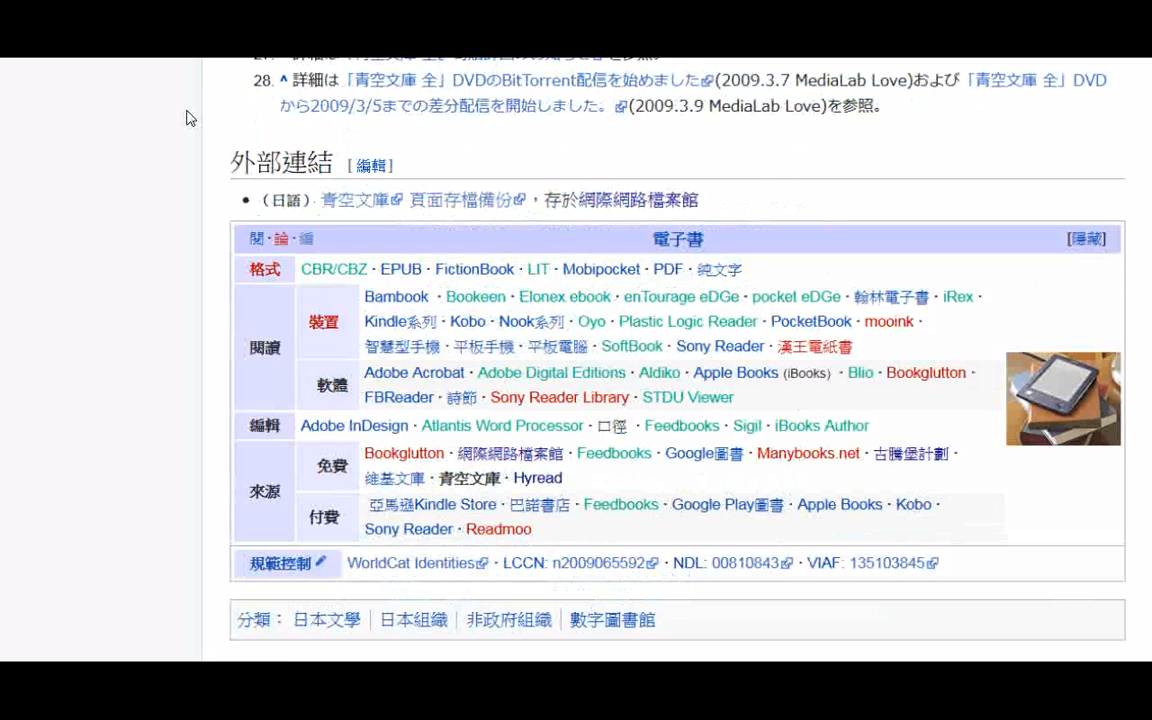 28. ^ 詳細は「青空文庫 全」DVDのBitTorrent配信を始めました(2009.3.7 MediaLab Love)および「青空文庫 全」DVD
から2009/3/5までの差分配信を開始しました。(2009.3.9 MediaLab Love)を参照。
外部連結 [編輯]
• （日語）青空文庫 頁面存檔備份，存於網際網路檔案館
閱·論·編 電子書 [隱藏]
格式 CBR/CBZ · EPUB · FictionBook · LIT · Mobipocket · PDF · 純文字
閱讀
裝置
Bambook · Bookeen · Elonex ebook · enTourage eDGe · pocket eDGe · 翰林電子書 · iRex ·
Kindle系列 · Kobo · Nook系列 · Oyo · Plastic Logic Reader · PocketBook · mooink ·
智慧型手機 · 平板手機 · 平板電腦 · SoftBook · Sony Reader · 漢王電紙書
軟體
Adobe Acrobat · Adobe Digital Editions · Aldiko · Apple Books (iBooks) · Blio · Bookglutton ·
FBReader · 詩節 · Sony Reader Library · STDU Viewer
編輯 Adobe InDesign · Atlantis Word Processor · 口徑 · Feedbooks · Sigil · iBooks Author
來源
免費
Bookglutton · 網際網路檔案館 · Feedbooks · Google圖書 · Manybooks.net · 古騰堡計劃 ·
維基文庫 · 青空文庫 · Hyread
付費
亞馬遜Kindle Store · 巴諾書店 · Feedbooks · Google Play圖書 · Apple Books · Kobo ·
Sony Reader · Readmoo
規範控制 WorldCat Identities · LCCN: n2009065592 · NDL: 00810843 · VIAF: 135103845
分類： 日本文學 | 日本組織 | 非政府組織 | 數字圖書館